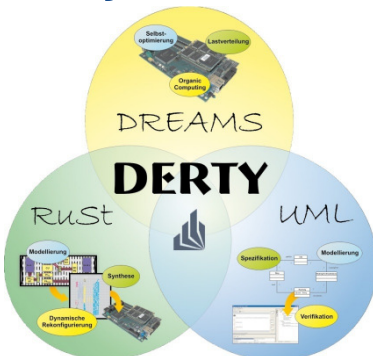 Selbst-
optimierung
Lastverteilung
Organic
Computing
DREAMS
DERTY
RuSt
UML
Modellierung
Synthese
Dynamische
Rekonfigurierung
Spezifikation
Modellierung
Verifikation